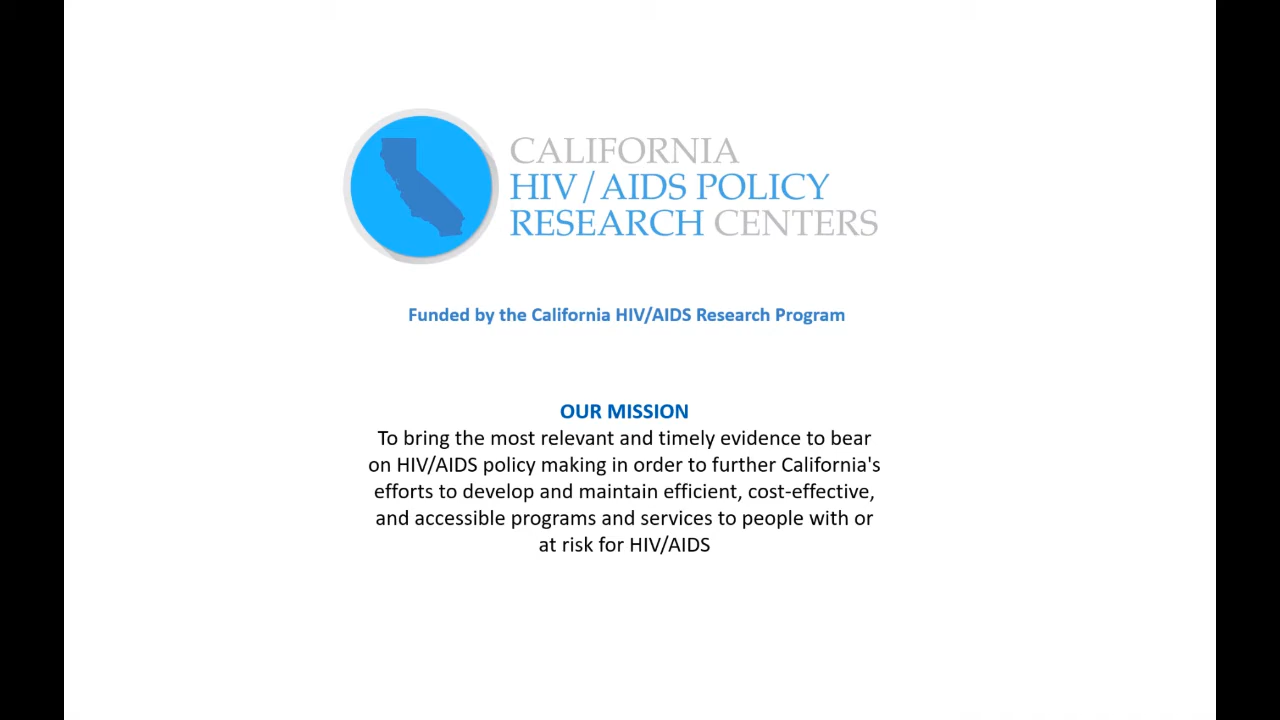 CALIFORNIA
HIV/AIDS POLICY
RESEARCH CENTERS
Funded by the California HIV/AIDS Research Program
OUR MISSION
To bring the most relevant and timely evidence to bear
on HIV/AIDS policy making in order to further California's
efforts to develop and maintain efficient, cost-effective,
and accessible programs and services to people with or
at risk for HIV/AIDS